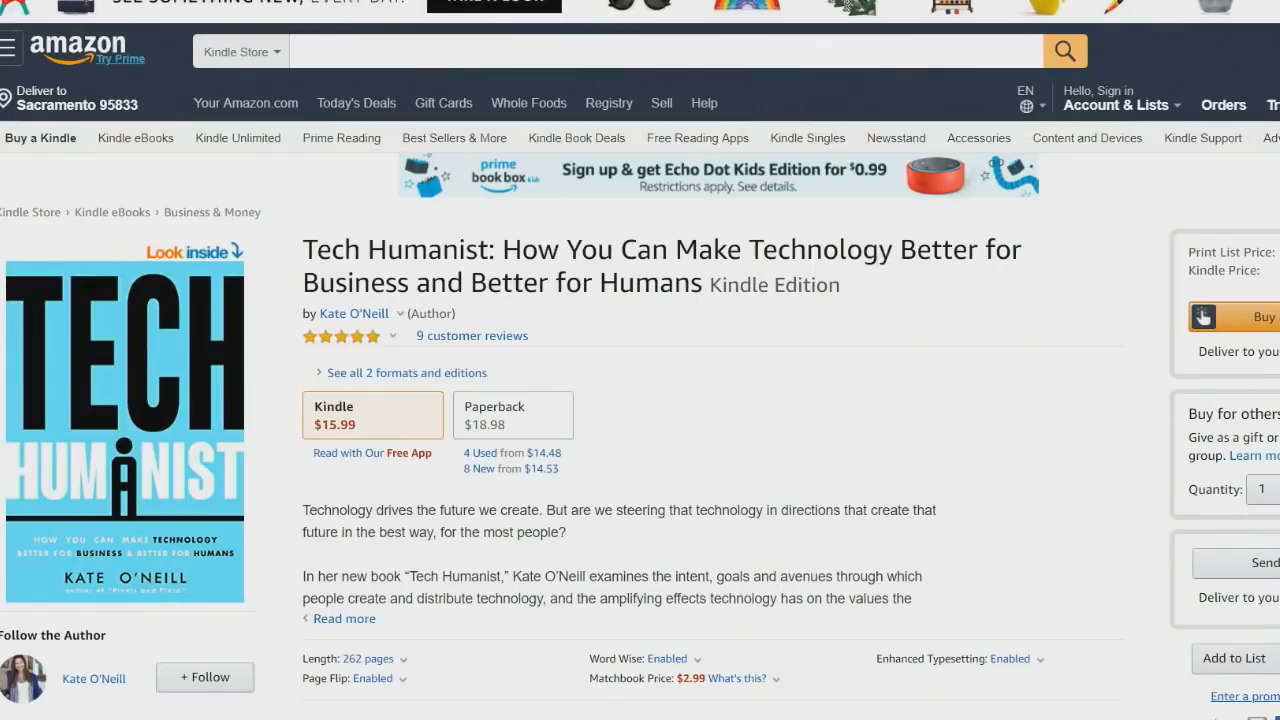 SEE SOMETHING NEW, EVERY DAY.
Kindle Store
amazon
Try Prime
Deliver to
Sacramento 95833
Your Amazon.com Today's Deals Gift Cards Whole Foods Registry Sell Help
EN
Hello, Sign in
Account & Lists
Orders
Buy a Kindle Kindle eBooks Kindle Unlimited Prime Reading Best Sellers & More Kindle Book Deals Free Reading Apps Kindle Singles Newsstand Accessories Content and Devices Kindle Support
prime
book box kids
Sign up & get Echo Dot Kids Edition for $0.99
Restrictions apply. See details.
Kindle Store › Kindle eBooks › Business & Money
Look inside
TECH
HUMANIST
HOW YOU CAN MAKE TECHNOLOGY
BETTER FOR BUSINESS & BETTER FOR HUMANS
KATE O'NEILL
author of "Pixels and Place"
Follow the Author
Kate O'Neill
+ Follow
Tech Humanist: How You Can Make Technology Better for
Business and Better for Humans Kindle Edition
by Kate O'Neill (Author)
9 customer reviews
› See all 2 formats and editions
Kindle
$15.99
Paperback
$18.98
Read with Our Free App
4 Used from $14.48
8 New from $14.53
Technology drives the future we create. But are we steering that technology in directions that create that
future in the best way, for the most people?
In her new book “Tech Humanist,” Kate O’Neill examines the intent, goals and avenues through which
people create and distribute technology, and the amplifying effects technology has on the values the
‹ Read more
Length: 262 pages
Word Wise: Enabled
Enhanced Typesetting: Enabled
Page Flip: Enabled
Matchbook Price: $2.99 What's this?
Print List Price:
Kindle Price:
Buy
Deliver to you
Buy for others
Give as a gift or
group. Learn mo
Quantity: 1
Send
Deliver to you
Add to List
Enter a prom